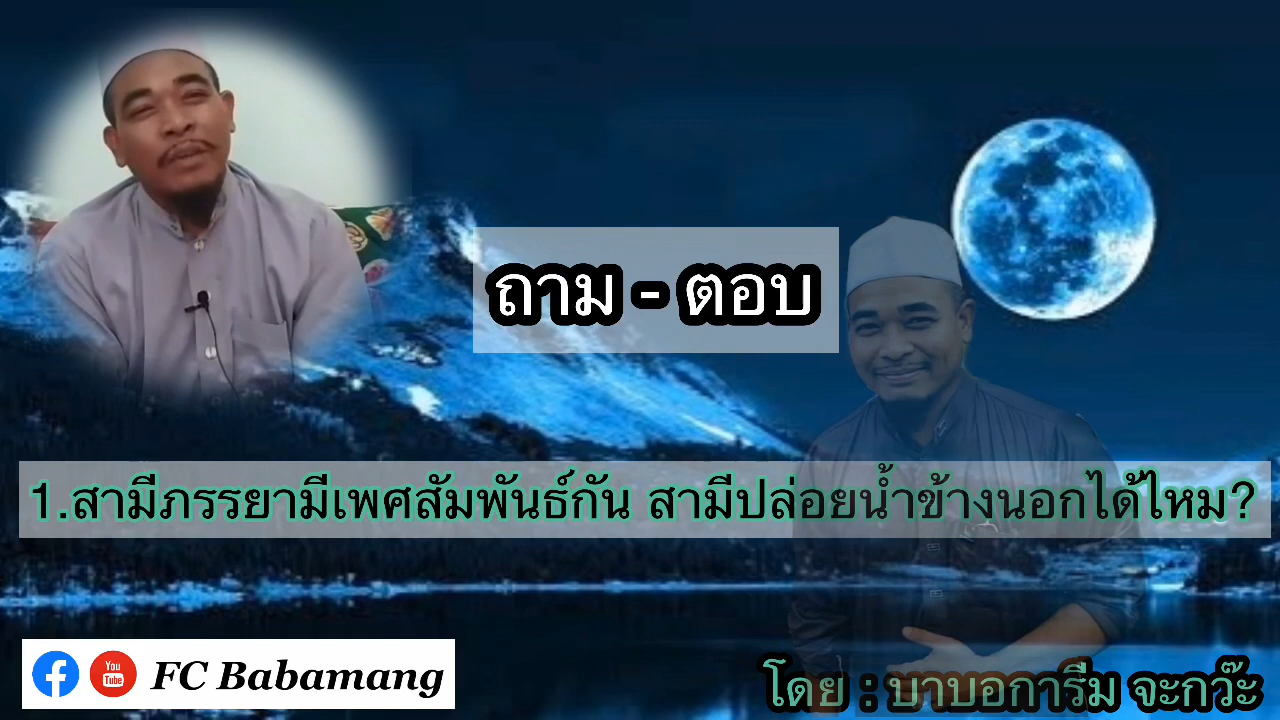 ถาม - ตอบ
1.สามีภรรยามีเพศสัมพันธ์กัน สามีปล่อยน้ำข้างนอกได้ไหม?
You
Tube
FC Babamang
โดย : บาบอการีม จะกว๊ะ